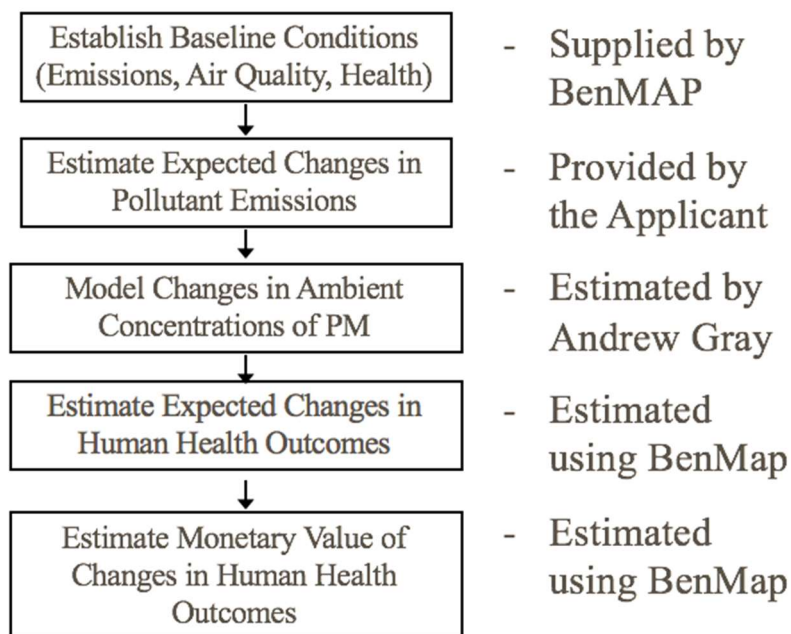 Establish Baseline Conditions
(Emissions, Air Quality, Health)
- Supplied by
BenMAP
Estimate Expected Changes in
Pollutant Emissions
- Provided by
the Applicant
Model Changes in Ambient
Concentrations of PM
- Estimated by
Andrew Gray
Estimate Expected Changes in
Human Health Outcomes
- Estimated
using BenMap
Estimate Monetary Value of
Changes in Human Health
Outcomes
- Estimated
using BenMap